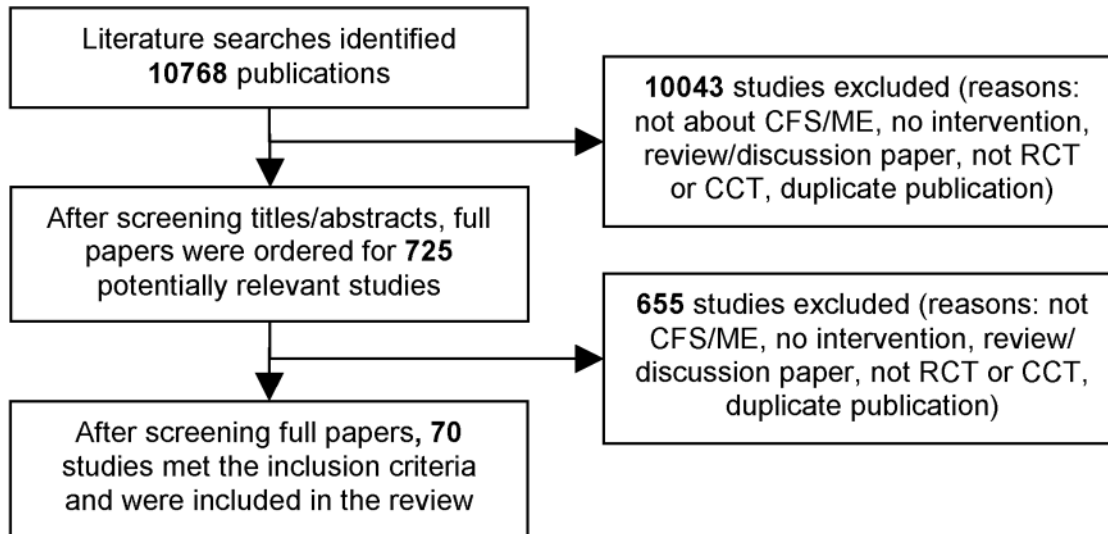 Literature searches identified
10768 publications
10043 studies excluded (reasons:
not about CFS/ME, no intervention,
review/discussion paper, not RCT
or CCT, duplicate publication)
After screening titles/abstracts, full
papers were ordered for 725
potentially relevant studies
655 studies excluded (reasons: not
CFS/ME, no intervention, review/
discussion paper, not RCT or CCT,
duplicate publication)
After screening full papers, 70
studies met the inclusion criteria
and were included in the review